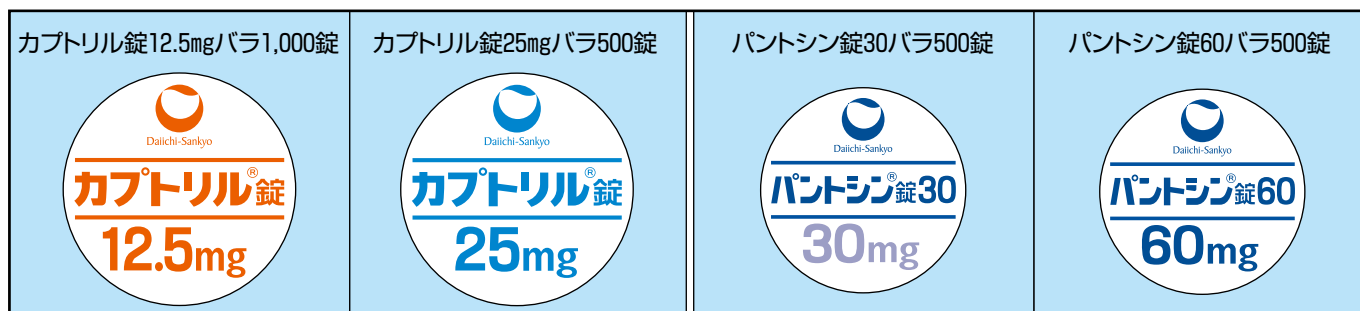 カプトリル錠12.5㎎バラ1,000錠
Daiichi-Sankyo
カプトリル®錠
12.5mg
カプトリル錠25㎎バラ500錠
Daiichi-Sankyo
カプトリル®錠
25mg
パントシン錠30バラ500錠
Daiichi-Sankyo
パントシン®錠30
30mg
パントシン錠60バラ500錠
Daiichi-Sankyo
パントシン®錠60
60mg